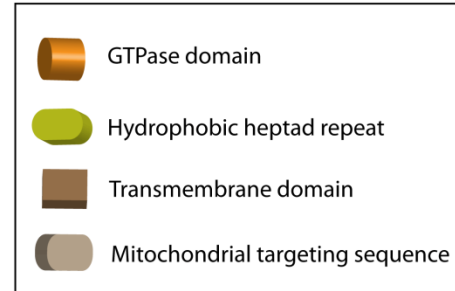 GTPase domain
Hydrophobic heptad repeat
Transmembrane domain
Mitochondrial targeting sequence